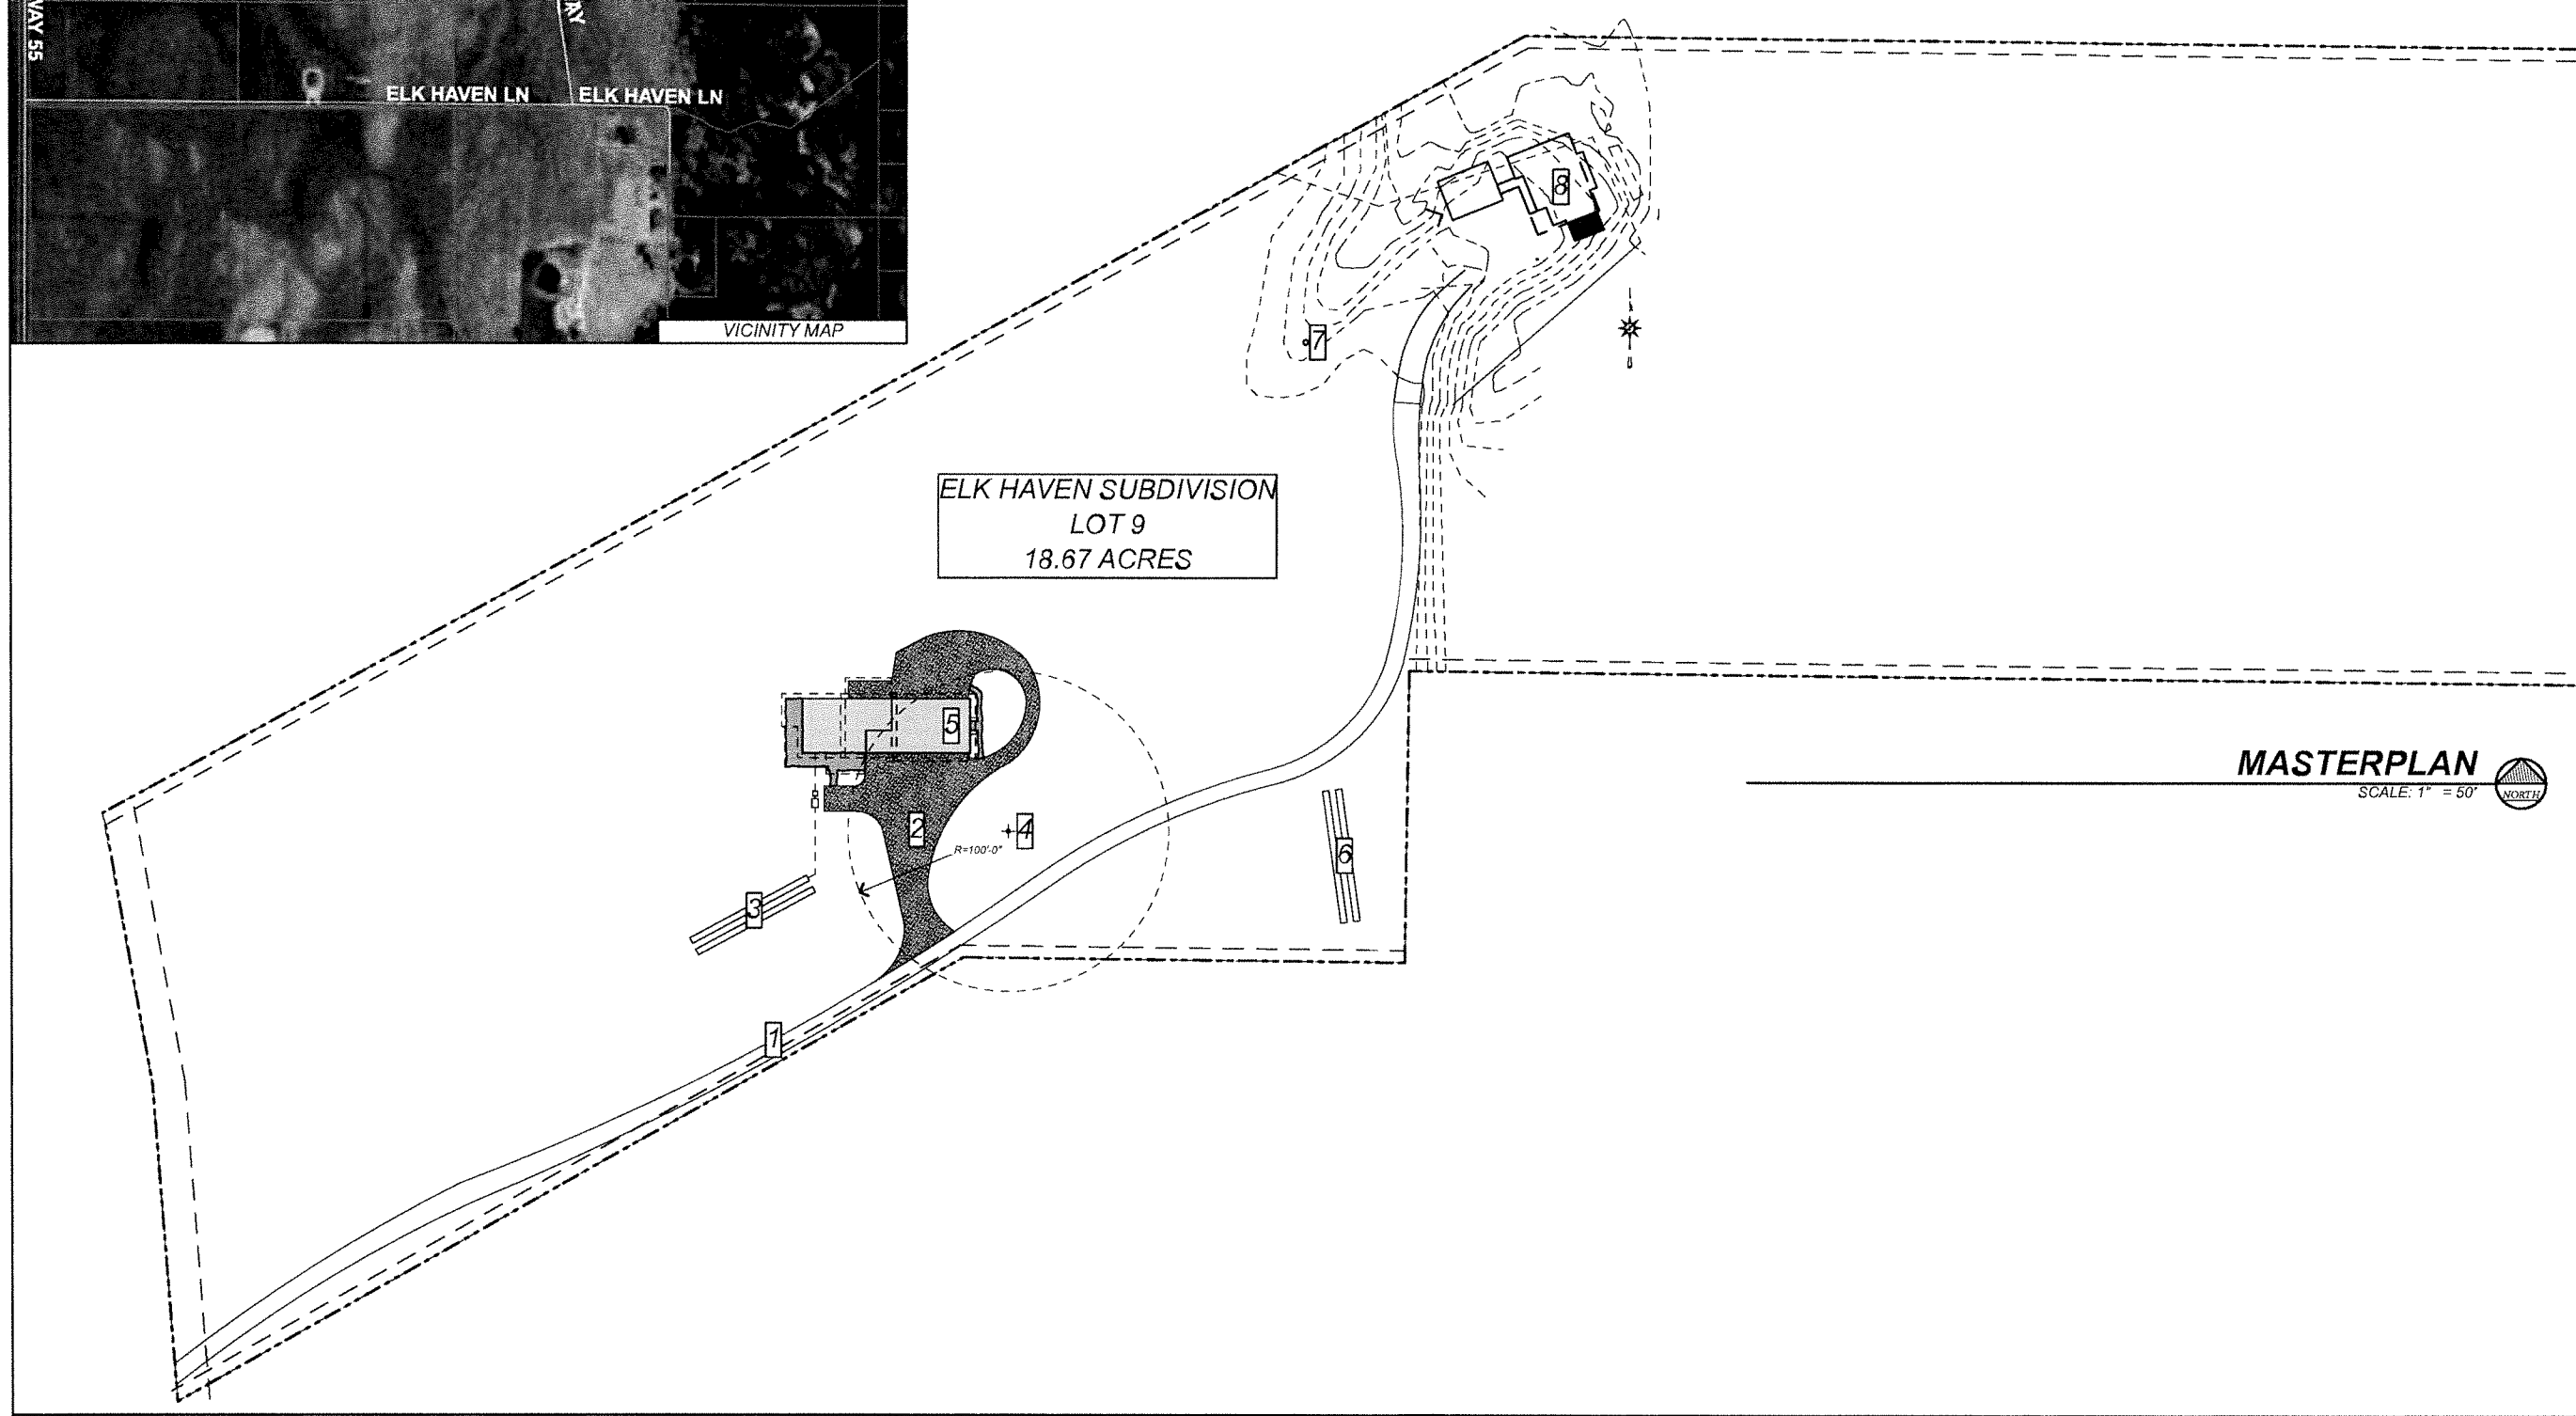 WAY 55
AY
ELK HAVEN LN
ELK HAVEN LN
VICINITY MAP
8
7
ELK HAVEN SUBDIVISION
LOT 9
18.67 ACRES
5
MASTERPLAN
SCALE: 1" = 50'
NORTH
2
4
R=100'-0"
6
3
1